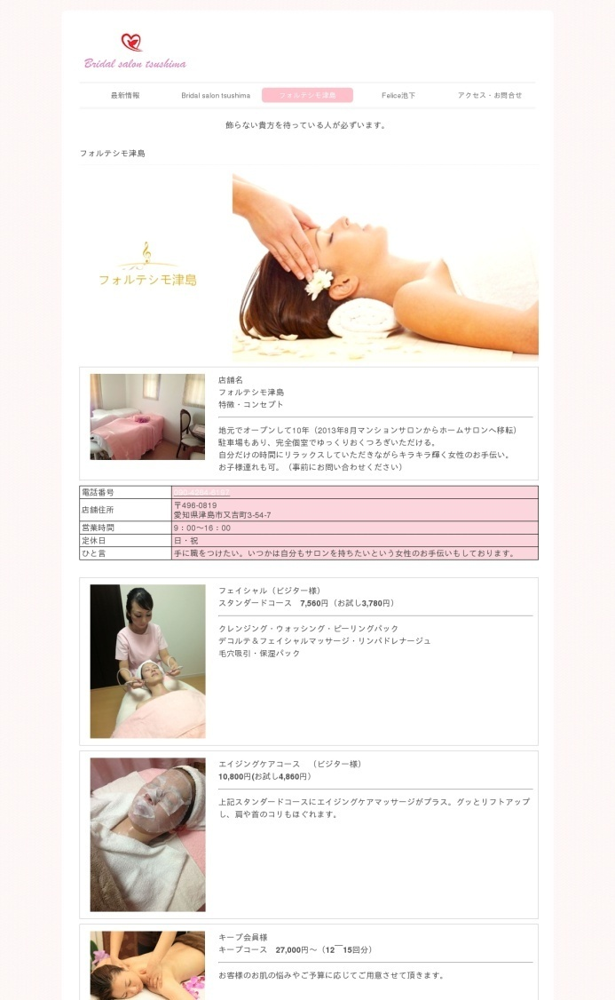 Bridal salon tsushima
最新情報
Bridal salon tsushima
フォルテシモ津島
Felice池下
アクセス・お問合せ
飾らない貴方を待っている人が必ずいます。
フォルテシモ津島
フォルテシモ津島
店舗名
フォルテシモ津島
特徴・コンセプト
地元でオープンして10年（2013年8月マンションサロンからホームサロンへ移転）
駐車場もあり、完全個室でゆっくりおくつろぎいただける。
自分だけの時間にリラックスしていただきながらキラキラ輝く女性のお手伝い。
お子様連れも可。（事前にお問い合わせください）
電話番号
店舗住所
〒496-0819
愛知県津島市又吉町3-54-7
営業時間 9：00～16：00
定休日 日・祝
ひと言 手に職をつけたい。いつかは自分もサロンを持ちたいという女性のお手伝いもしております。
フェイシャル（ビジター様）
スタンダードコース　7,560円（お試し3,780円）
クレンジング・ウォッシング・ピーリングパック
デコルテ＆フェイシャルマッサージ・リンパドレナージュ
毛穴吸引・保湿パック
エイジングケアコース　（ビジター様）
10,800円(お試し4,860円）
上記スタンダードコースにエイジングケアマッサージがプラス。グッとリフトアップ
し、肩や首のコリもほぐれます。
キープ会員様
キープコース　27,000円～（12￣15回分）
お客様のお肌の悩みやご予算に応じてご用意させて頂きます。